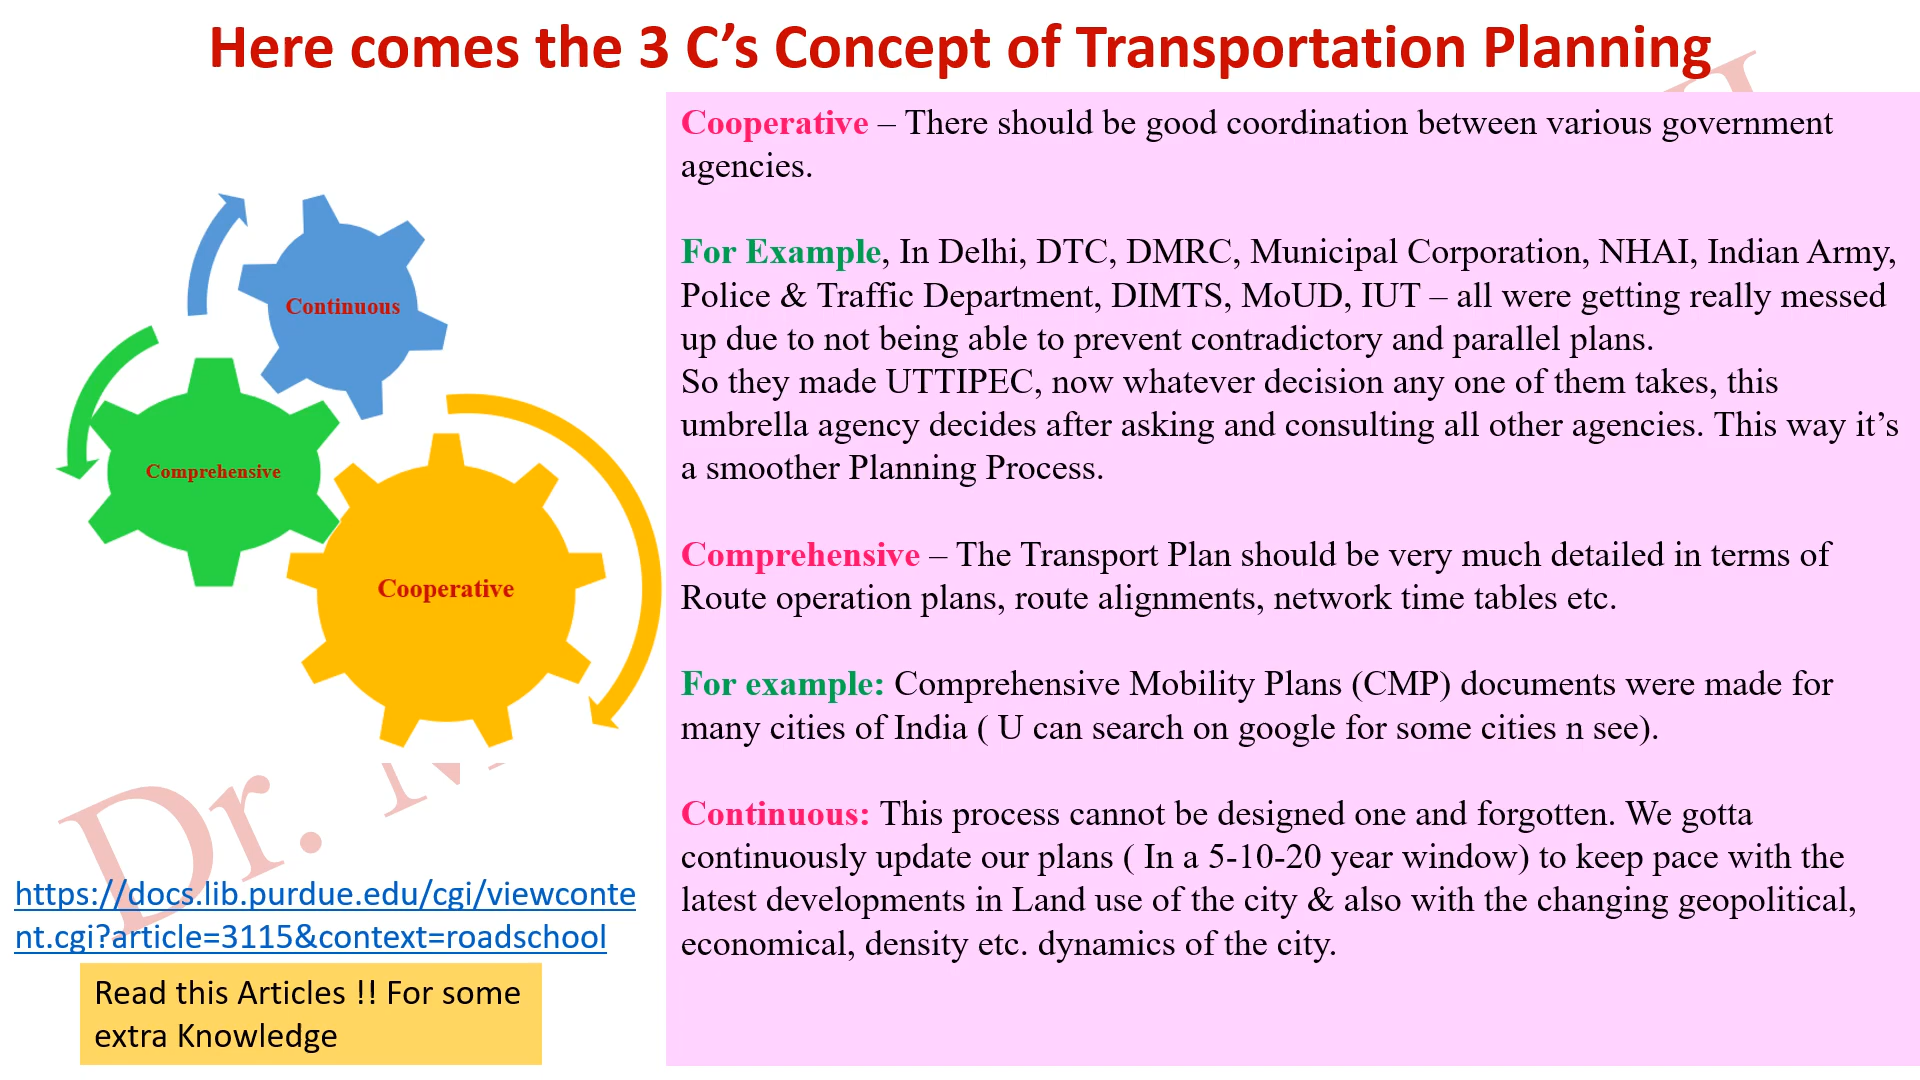 Here comes the 3 C’s Concept of Transportation Planning
Continuous
Comprehensive
Cooperative
Cooperative – There should be good coordination between various government
agencies.
For Example, In Delhi, DTC, DMRC, Municipal Corporation, NHAI, Indian Army,
Police & Traffic Department, DIMTS, MoUD, IUT – all were getting really messed
up due to not being able to prevent contradictory and parallel plans.
So they made UTTIPEC, now whatever decision any one of them takes, this
umbrella agency decides after asking and consulting all other agencies. This way it’s
a smoother Planning Process.
Comprehensive – The Transport Plan should be very much detailed in terms of
Route operation plans, route alignments, network time tables etc.
For example: Comprehensive Mobility Plans (CMP) documents were made for
many cities of India ( U can search on google for some cities n see).
Continuous: This process cannot be designed one and forgotten. We gotta
continuously update our plans ( In a 5-10-20 year window) to keep pace with the
latest developments in Land use of the city & also with the changing geopolitical,
economical, density etc. dynamics of the city.
Dr.
https://docs.lib.purdue.edu/cgi/viewconte
nt.cgi?article=3115&context=roadschool
Read this Articles !! For some
extra Knowledge